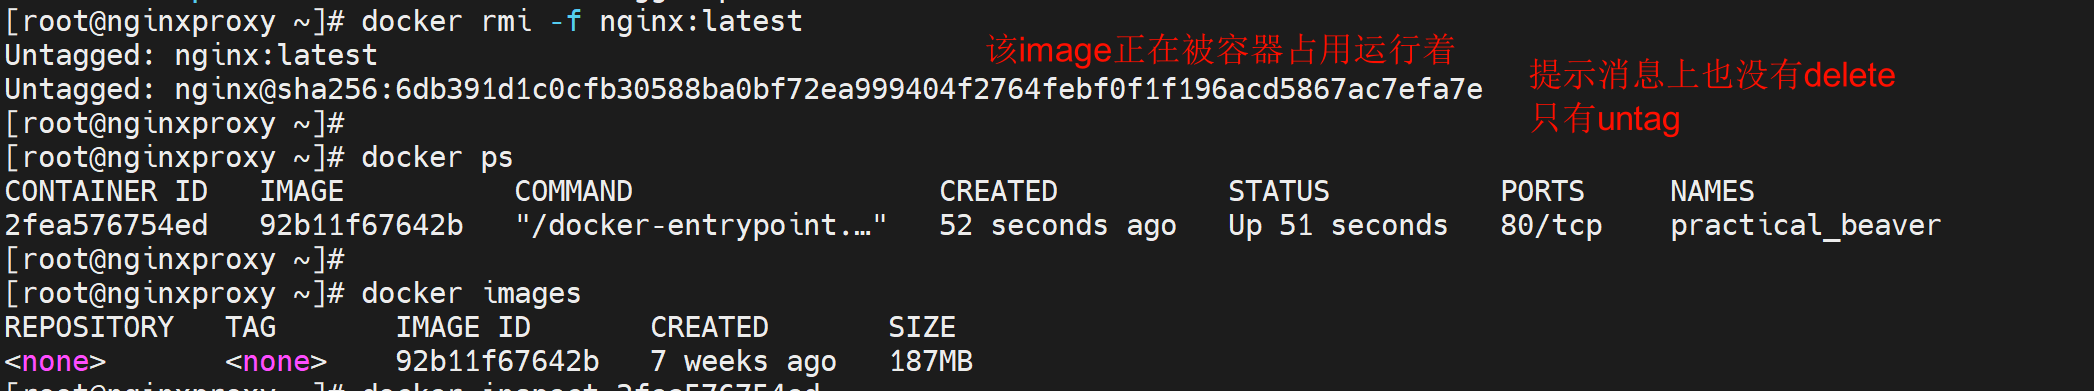 [root@nginxproxy ~]# docker rmi -f nginx:latest
Untagged: nginx:latest
该image正在被容器占用运行着
Untagged: nginx@sha256:6db391d1c0cfb30588ba0bf72ea999404f2764febf0f1f196acd5867ac7efa7e
提示消息上也没有delete
只有untag
[root@nginxproxy ~]#
[root@nginxproxy ~]# docker ps
CONTAINER ID   IMAGE          COMMAND                  CREATED          STATUS          PORTS     NAMES
2fea576754ed   92b11f67642b   "/docker-entrypoint.…"   52 seconds ago   Up 51 seconds   80/tcp    practical_beaver
[root@nginxproxy ~]#
[root@nginxproxy ~]# docker images
REPOSITORY   TAG       IMAGE ID       CREATED       SIZE
<none>       <none>    92b11f67642b   7 weeks ago   187MB
[root@nginxproxy ~]# docker inspect 2fea576754ed